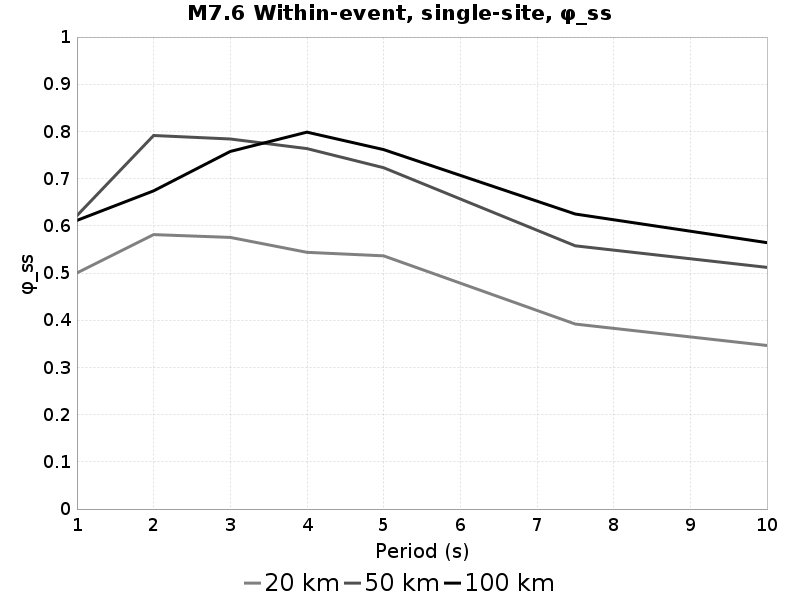 M7.6 Within-event, single-site, φ_ss
1
0.9
0.8
0.7
0.6
0.5
0.4
0.3
0.2
0.1
0
φ_ss
1 2 3 4 5 6 7 8 9 10
Period (s)
20 km 50 km 100 km